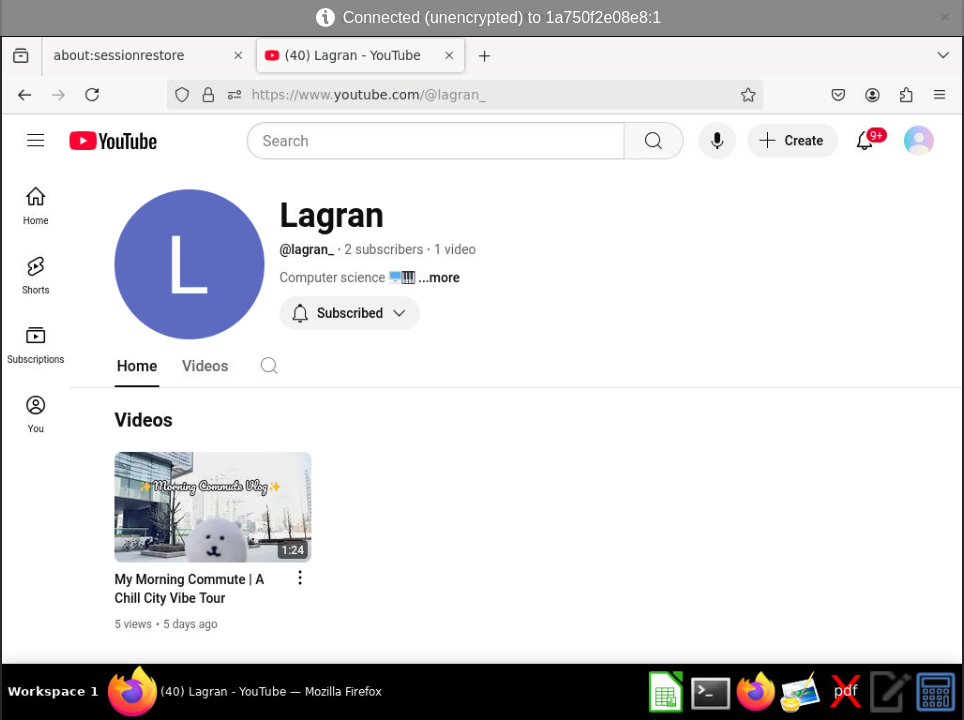 Connected (unencrypted) to 1a750f2e08e8:1
about:sessionrestore
(40) Lagran - YouTube
https://www.youtube.com/@lagran_
YouTube
Search
Create
9+
Home
Shorts
Subscriptions
You
L
Lagran
@lagran_ · 2 subscribers · 1 video
Computer science 💻🎹 ...more
Subscribed
Home
Videos
Videos
✨Morning Commute Vlog✨
1:24
My Morning Commute | A
Chill City Vibe Tour
5 views • 5 days ago
Workspace 1
(40) Lagran - YouTube — Mozilla Firefox
pdf